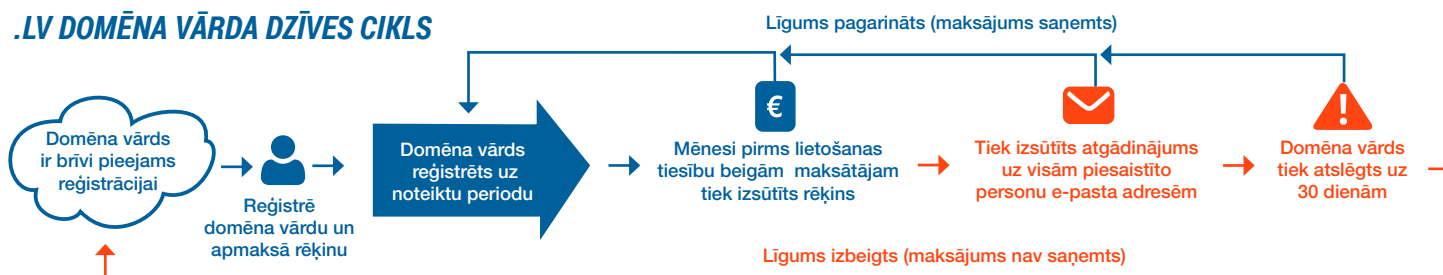 .LV DOMĒNA VĀRDA DZĪVES CIKLS
Līgums pagarināts (maksājums saņemts)
Domēna vārds
ir brīvi pieejams
reģistrācijai
Reģistrē
domēna vārdu un
apmaksā rēķinu
Domēna vārds
reģistrēts uz
noteiktu periodu
€
Mēnesi pirms lietošanas
tiesību beigām maksātājam
tiek izsūtīts rēķins
Tiek izsūtīts atgādinājums
uz visām piesaistīto
personu e-pasta adresēm
Domēna vārds
tiek atslēgts uz
30 dienām
Līgums izbeigts (maksājums nav saņemts)